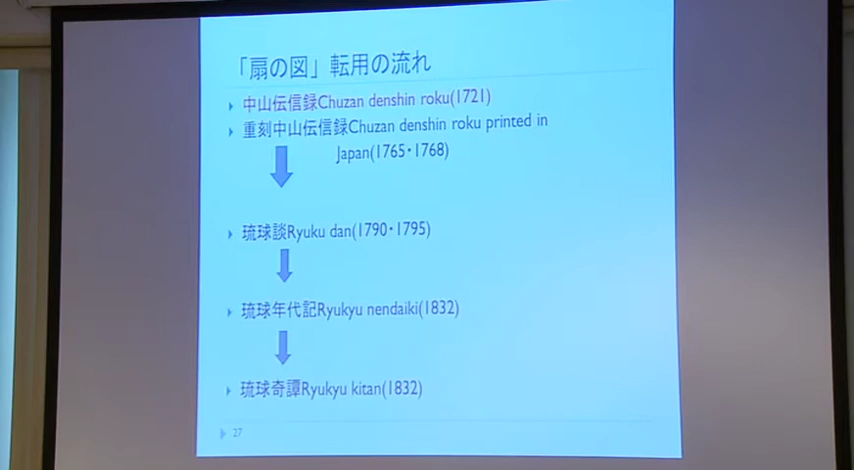 「扇の図」転用の流れ
中山伝信録Chuzan denshin roku(1721)
重刻中山伝信録Chuzan denshin roku printed in
Japan(1765・1768)
琉球談Ryuku dan(1790・1795)
琉球年代記Ryukyu nendaiki(1832)
琉球奇譚Ryukyu kitan(1832)
27